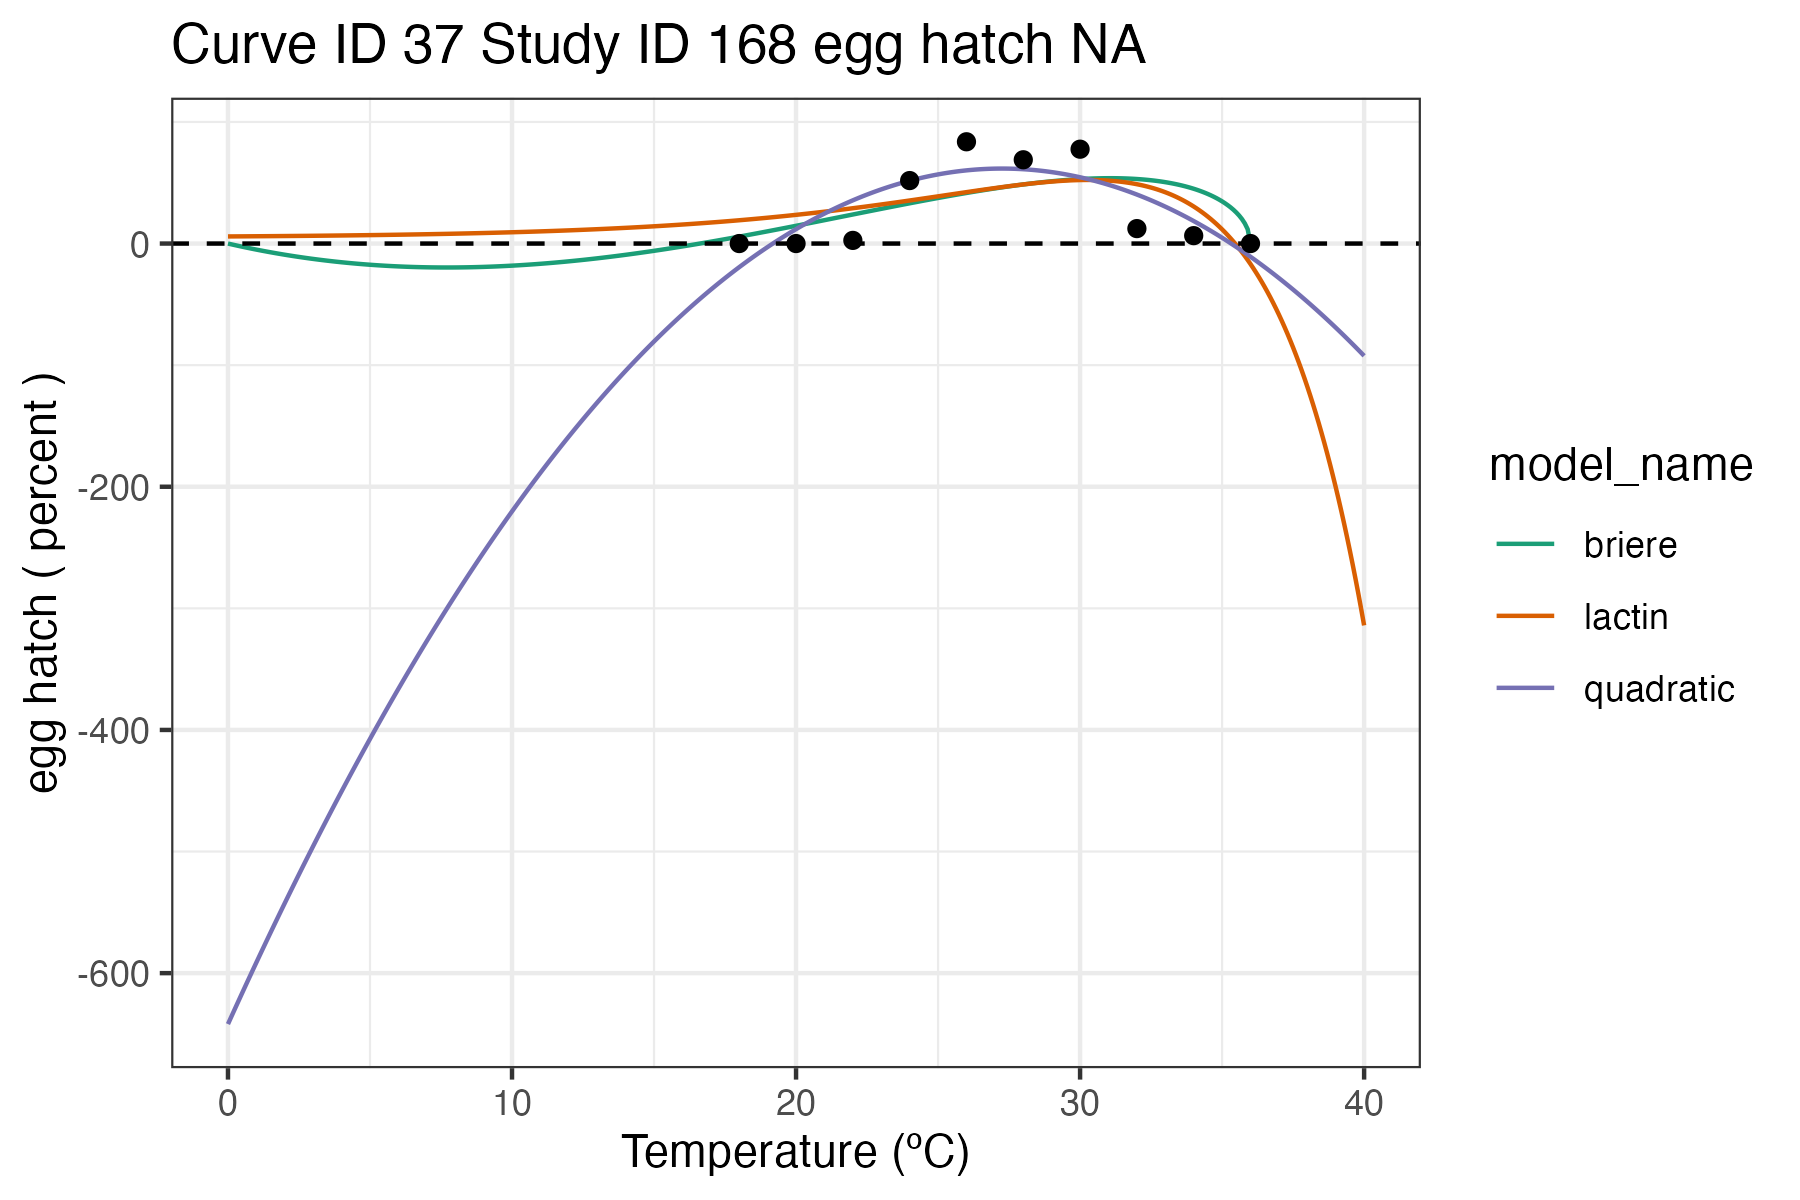 Curve ID 37 Study ID 168 egg hatch NA
egg hatch ( percent )
0
-200
-400
-600
0 10 20 30 40
Temperature (ºC)
model_name
briere
lactin
quadratic